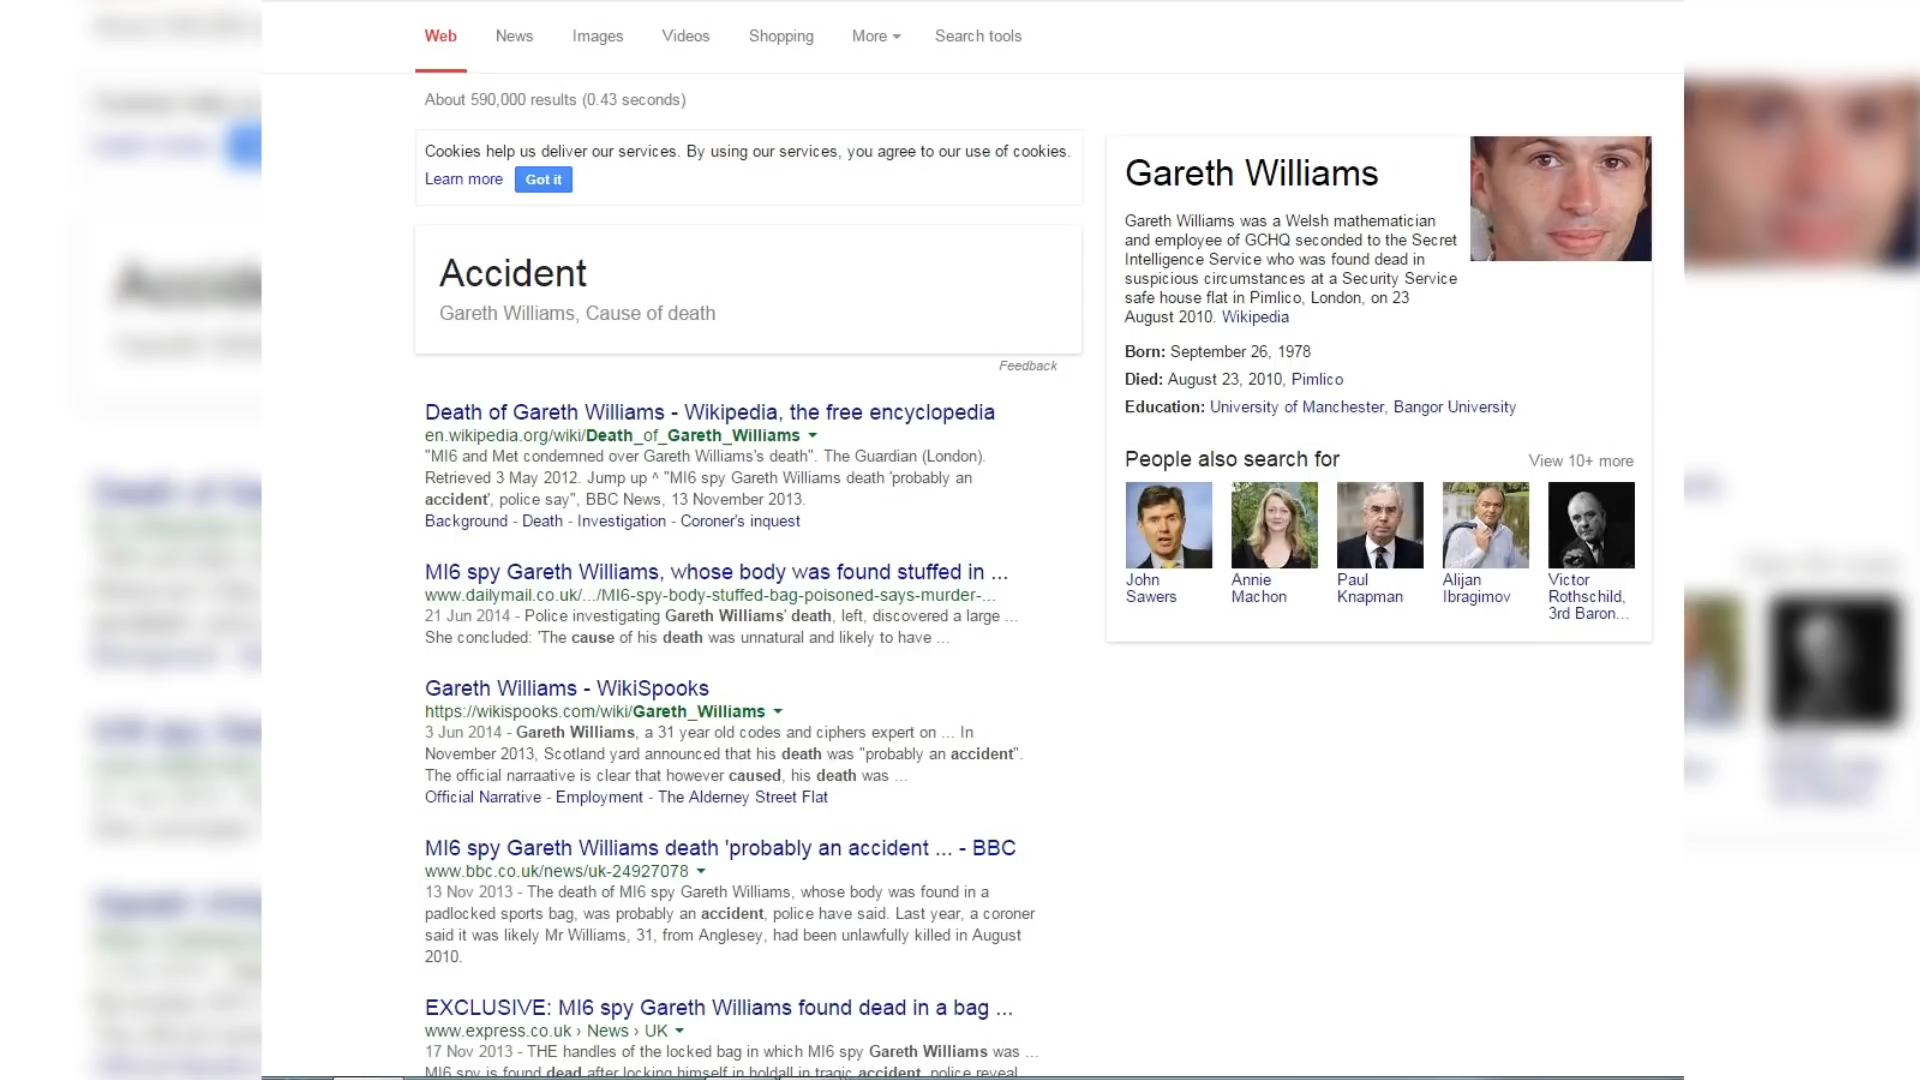 Web News Images Videos Shopping More Search tools
About 590,000 results (0.43 seconds)
Cookies help us deliver our services. By using our services, you agree to our use of cookies.
Learn more Got it
Accident
Gareth Williams, Cause of death
Feedback
Death of Gareth Williams - Wikipedia, the free encyclopedia
en.wikipedia.org/wiki/Death_of_Gareth_Williams
"MI6 and Met condemned over Gareth Williams's death". The Guardian (London).
Retrieved 3 May 2012. Jump up ^ "MI6 spy Gareth Williams death 'probably an
accident', police say", BBC News, 13 November 2013.
Background - Death - Investigation - Coroner's inquest
MI6 spy Gareth Williams, whose body was found stuffed in ...
www.dailymail.co.uk/.../MI6-spy-body-stuffed-bag-poisoned-says-murder-...
21 Jun 2014 - Police investigating Gareth Williams' death, left, discovered a large ...
She concluded: 'The cause of his death was unnatural and likely to have ...
Gareth Williams - WikiSpooks
https://wikispooks.com/wiki/Gareth_Williams
3 Jun 2014 - Gareth Williams, a 31 year old codes and ciphers expert on ... In
November 2013, Scotland yard announced that his death was "probably an accident".
The official narraative is clear that however caused, his death was ...
Official Narrative - Employment - The Alderney Street Flat
MI6 spy Gareth Williams death 'probably an accident ... - BBC
www.bbc.co.uk/news/uk-24927078
13 Nov 2013 - The death of MI6 spy Gareth Williams, whose body was found in a
padlocked sports bag, was probably an accident, police have said. Last year, a coroner
said it was likely Mr Williams, 31, from Anglesey, had been unlawfully killed in August
2010.
EXCLUSIVE: MI6 spy Gareth Williams found dead in a bag ...
www.express.co.uk › News › UK
17 Nov 2013 - THE handles of the locked bag in which MI6 spy Gareth Williams was ...
MI6 spy is found dead after locking himself in holdall in tragic accident, police reveal
Gareth Williams
Gareth Williams was a Welsh mathematician
and employee of GCHQ seconded to the Secret
Intelligence Service who was found dead in
suspicious circumstances at a Security Service
safe house flat in Pimlico, London, on 23
August 2010. Wikipedia
Born: September 26, 1978
Died: August 23, 2010, Pimlico
Education: University of Manchester, Bangor University
People also search for View 10+ more
John
Sawers
Annie
Machon
Paul
Knapman
Alijan
Ibragimov
Victor
Rothschild,
3rd Baron...